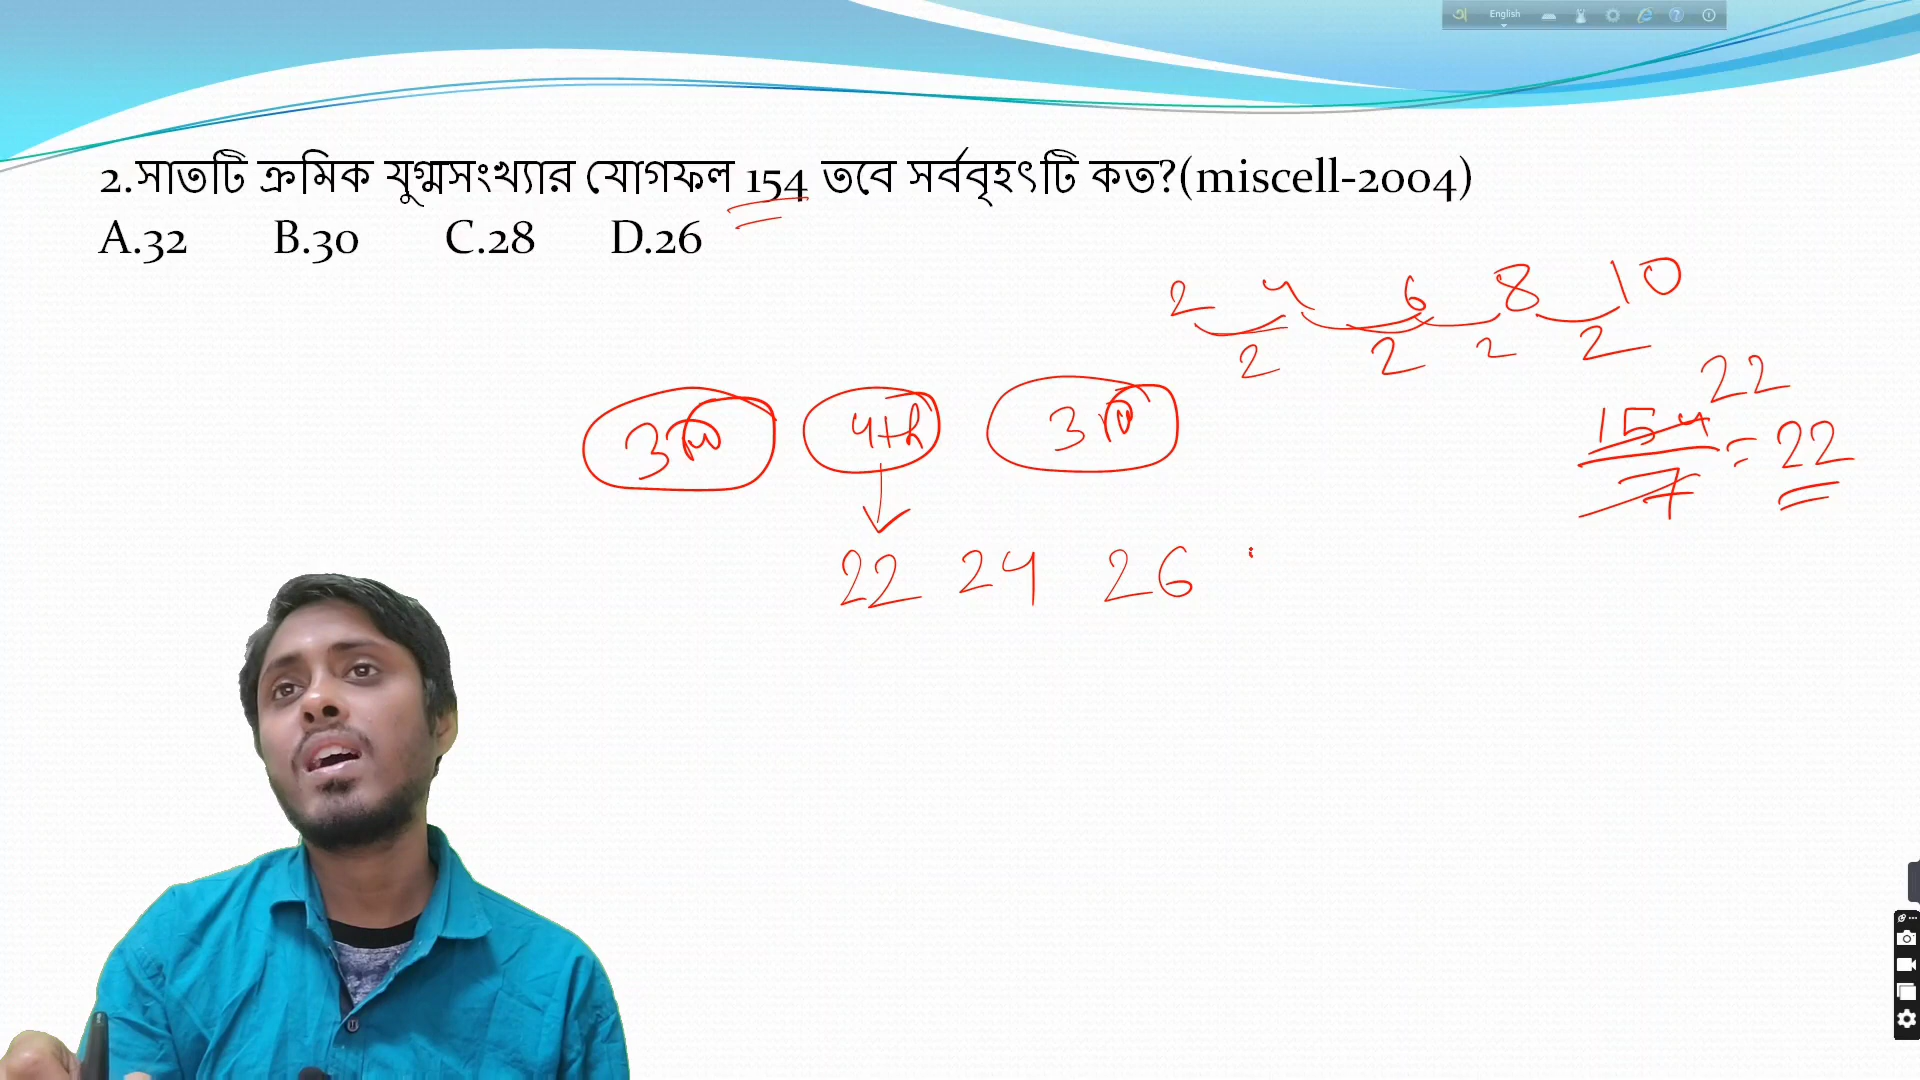 English
2.সাতটি ক্রমিক যুগ্মসংখ্যার যোগফল 154 তবে সর্ববৃহৎটি কত?(miscell-2004)
A.32 B.30 C.28 D.26
2 4 6 8 10
2 2 2 2
22
154
7 = 22
3টি 4th 3টি
22 24 26